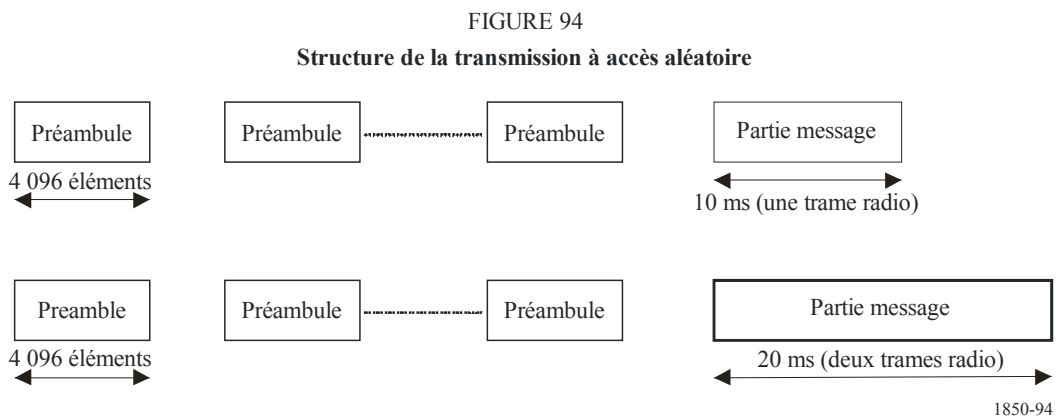 FIGURE 94
Structure de la transmission à accès aléatoire
Préambule Préambule Préambule Partie message
4 096 éléments
10 ms (une trame radio)
Preamble Préambule Préambule Partie message
4 096 éléments 20 ms (deux trames radio)
1850-94